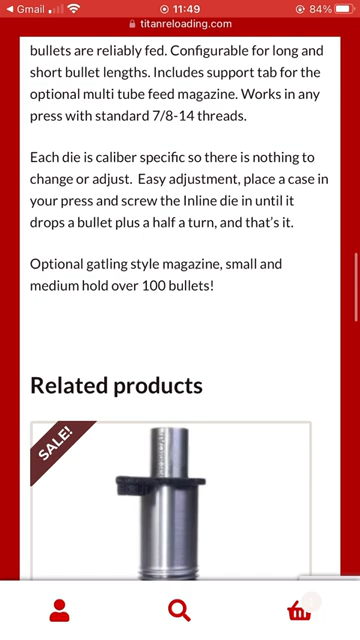 Gmail
11:49
84%
titanreloading.com
bullets are reliably fed. Configurable for long and
short bullet lengths. Includes support tab for the
optional multi tube feed magazine. Works in any
press with standard 7/8-14 threads.
Each die is caliber specific so there is nothing to
change or adjust. Easy adjustment, place a case in
your press and screw the Inline die in until it
drops a bullet plus a half a turn, and that's it.
Optional gatling style magazine, small and
medium hold over 100 bullets!
Related products
SALE!